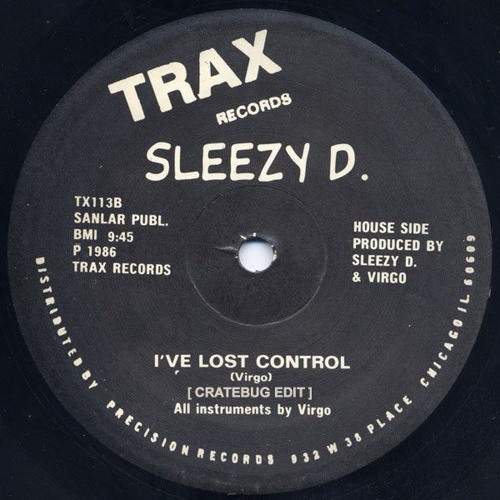 TRAX
RECORDS
SLEEZY D.
TX113B
SANLAR PUBL.
BMI 9:45
P 1986
TRAX RECORDS
HOUSE SIDE
PRODUCED BY
SLEEZY D.
& VIRGO
I'VE LOST CONTROL
(Virgo)
[ CRATEBUG EDIT ]
All instruments by Virgo
DISTRIBUTED BY PRECISION RECORDS 932 W 38 PLACE CHICAGO IL 60609